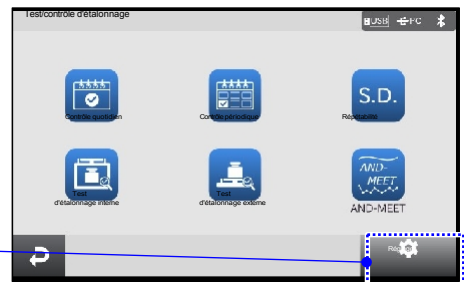 Test/contrôle d'étalonnage
USB PC
Contrôle quotidien
Contrôle périodique
S.D.
Répétabilité
Test
d'étalonnage interne
Test
d'étalonnage externe
AND-
MEET
AND-MEET